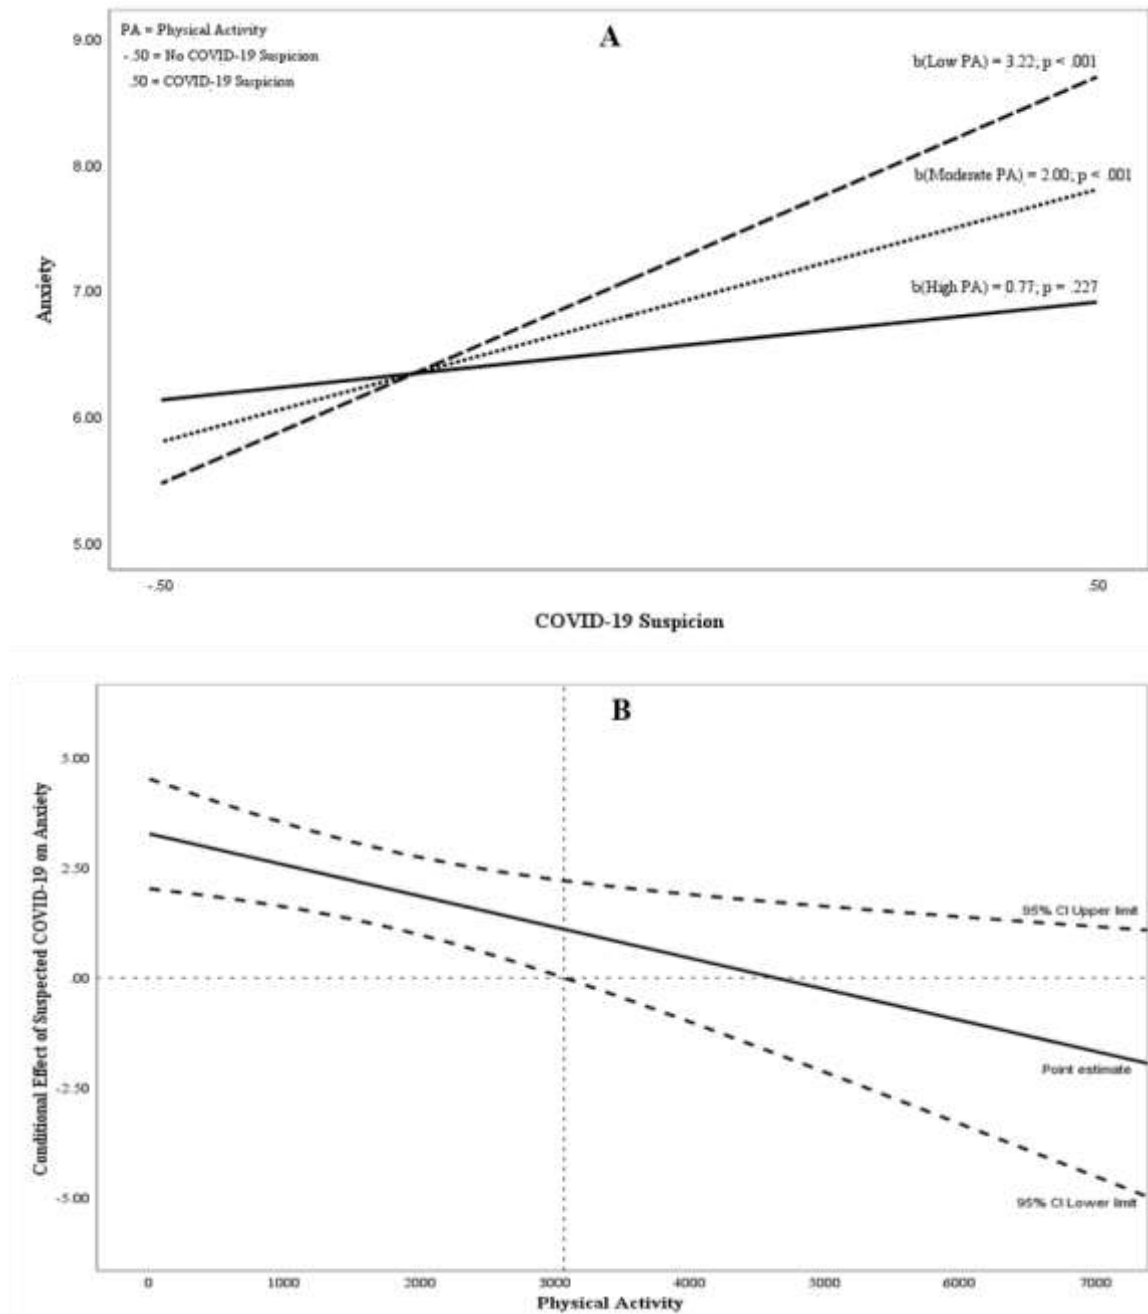 A
PA = Physical Activity
-.50 = No COVID-19 Suspicion
.50 = COVID-19 Suspicion
9.00
8.00
7.00
6.00
5.00
Anxiety
b(Low PA) = 3.22; p < .001
b(Moderate PA) = 2.00; p < .001
b(High PA) = 0.77; p = .227
-.50
.50
COVID-19 Suspicion
B
Conditional Effect of Suspected COVID-19 on Anxiety
5.00
2.50
.00
-2.50
-5.00
95% CI Upper limit
Point estimate
95% CI Lower limit
0
1000
2000
3000
4000
5000
6000
7000
Physical Activity